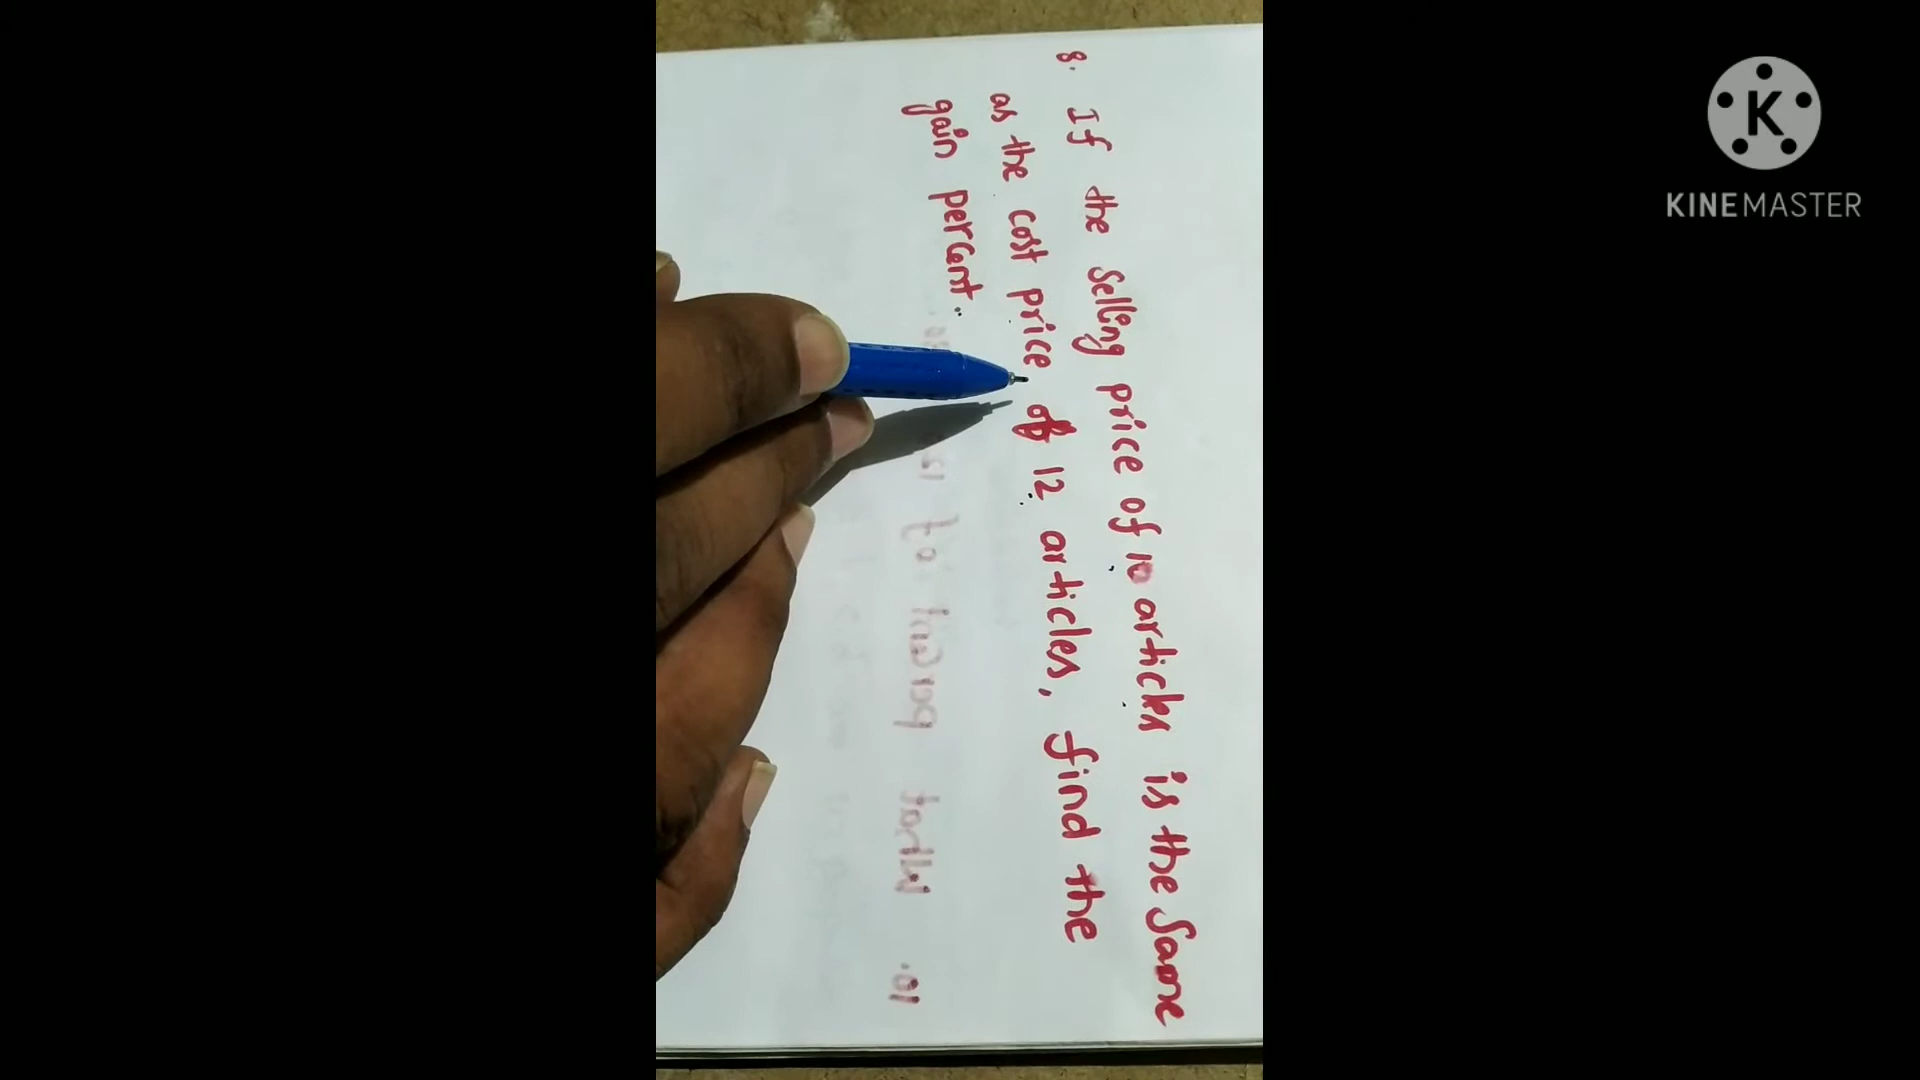 8. If the Selling price of 10 articles is the Same
as the cost price of 12 articles, find the
gain percent..
K
KINEMASTER